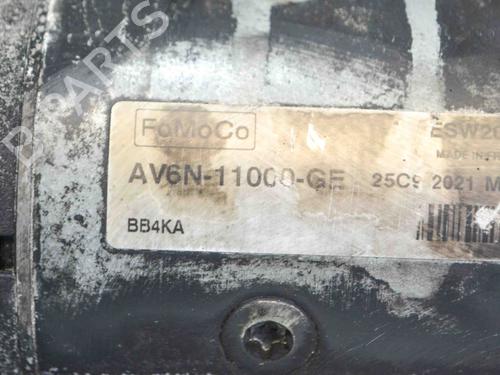 B-PARTS
FoMoCo
ESW20
MADE IN
AV6N-11000-GE
25C9 2021 M
BB4KA